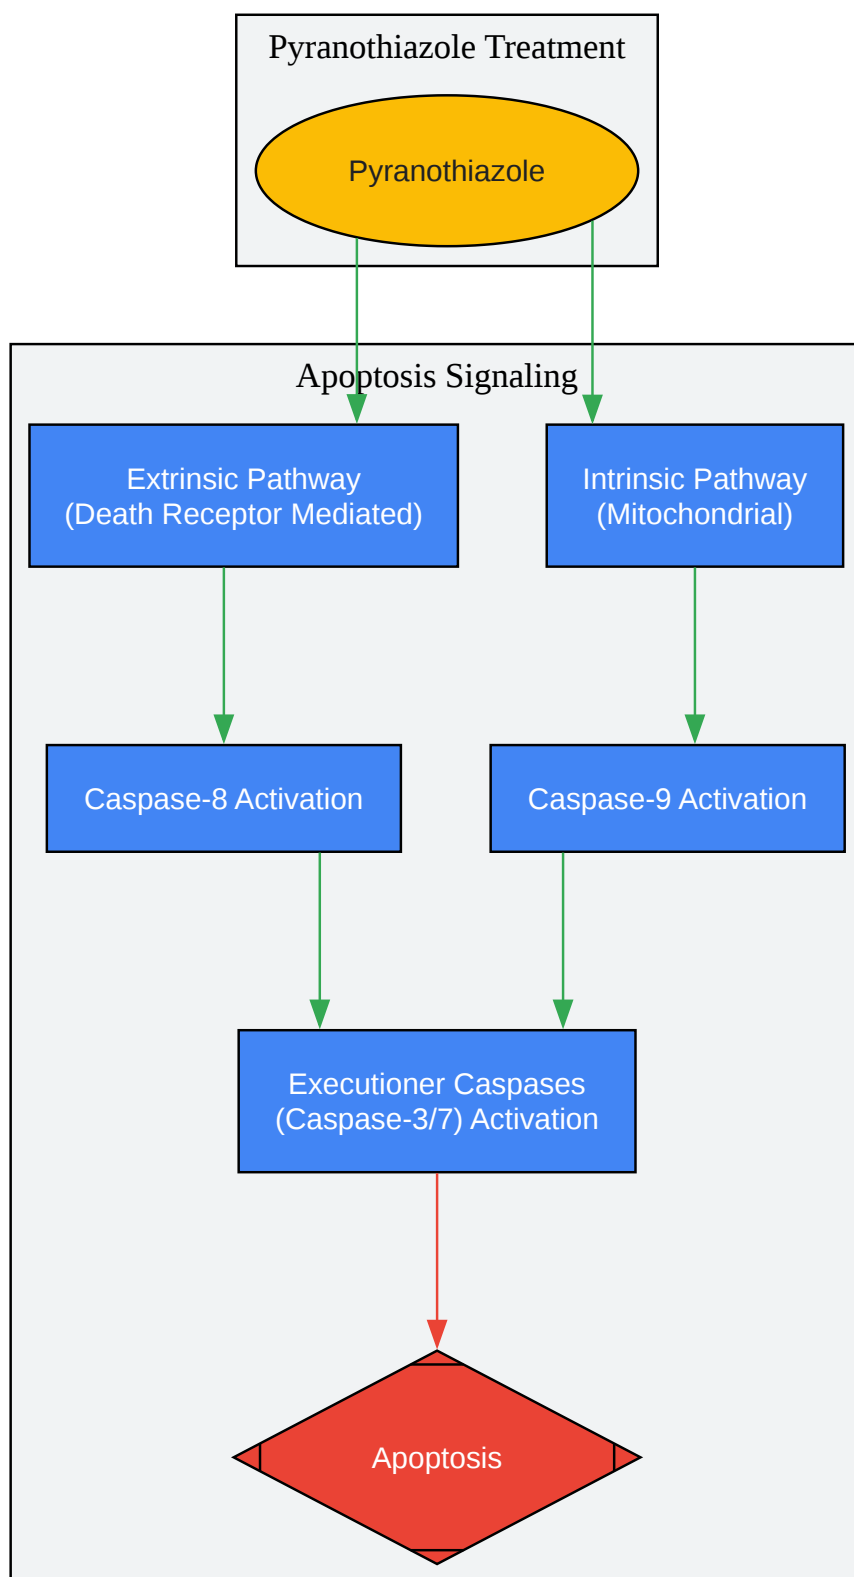 Pyranothiazole Treatment
Pyranothiazole
Apoptosis Signaling
Extrinsic Pathway
(Death Receptor Mediated)
Intrinsic Pathway
(Mitochondrial)
Caspase-8 Activation
Caspase-9 Activation
Executioner Caspases
(Caspase-3/7) Activation
Apoptosis